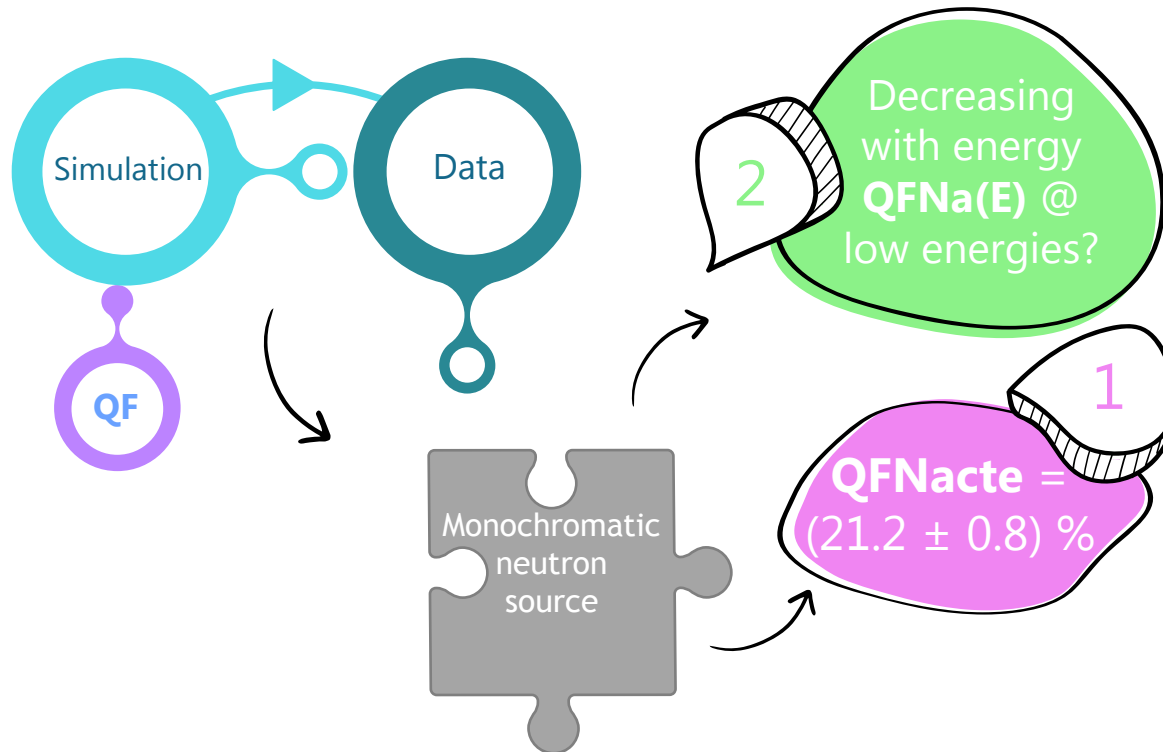 Simulation
Data
QF
Monochromatic
neutron
source
2
Decreasing
with energy
QFNa(E) @
low energies?
1
QFNacte =
(21.2 ± 0.8) %